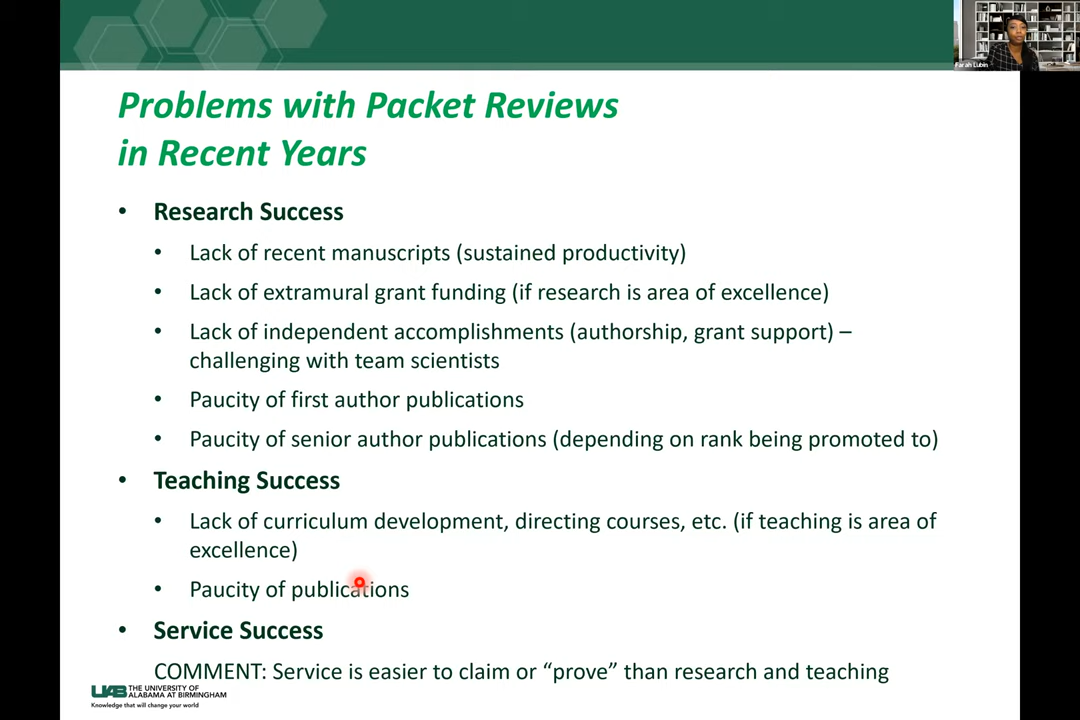 Farah Lubin
Problems with Packet Reviews
in Recent Years
• Research Success
• Lack of recent manuscripts (sustained productivity)
• Lack of extramural grant funding (if research is area of excellence)
• Lack of independent accomplishments (authorship, grant support) –
challenging with team scientists
• Paucity of first author publications
• Paucity of senior author publications (depending on rank being promoted to)
• Teaching Success
• Lack of curriculum development, directing courses, etc. (if teaching is area of
excellence)
• Paucity of publications
• Service Success
COMMENT: Service is easier to claim or “prove” than research and teaching
UAB THE UNIVERSITY OF
ALABAMA AT BIRMINGHAM
Knowledge that will change your world